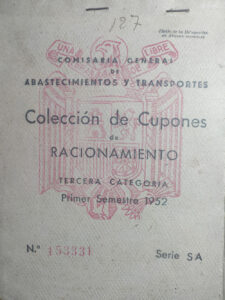 127
UNA
LIBRE
COMISARIA GENERAL
DE
ABASTECIMIENTOS Y TRANSPORTES
Colección de Cupones
de
RACIONAMIENTO
TERCERA CATEGORIA
Primer Semestre 1952
N.º 153331
Serie SA